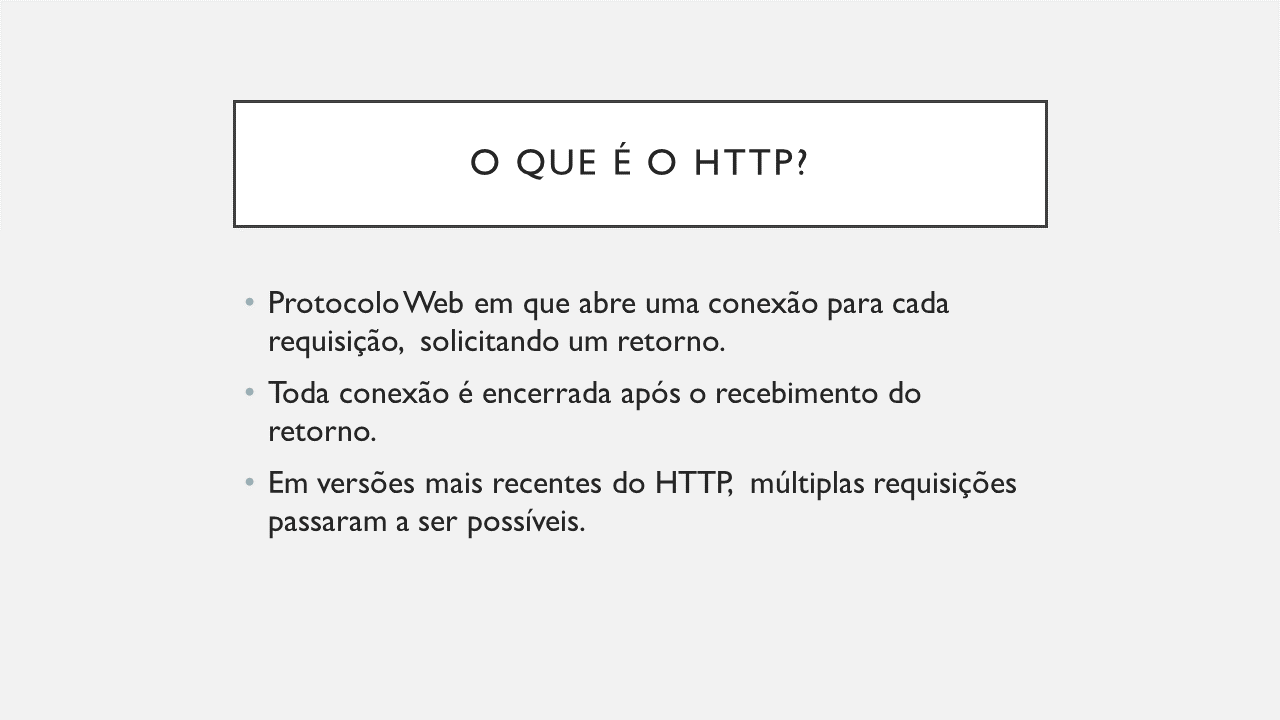 O QUE É O HTTP?
• Protocolo Web em que abre uma conexão para cada
requisição, solicitando um retorno.
• Toda conexão é encerrada após o recebimento do
retorno.
• Em versões mais recentes do HTTP, múltiplas requisições
passaram a ser possíveis.